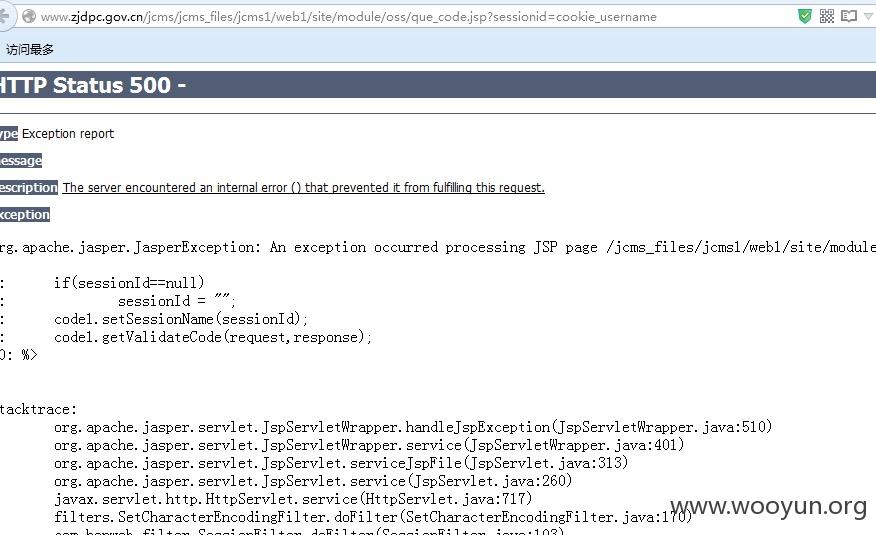 www.zjdpc.gov.cn/jcms/jcms_files/jcms1/web1/site/module/oss/que_code.jsp?sessionid=cookie_username
访问最多
HTTP Status 500 -
ype Exception report
essage
escription The server encountered an internal error () that prevented it from fulfilling this request.
xception
rg.apache.jasper.JasperException: An exception occurred processing JSP page /jcms_files/jcms1/web1/site/module
: if(sessionId==null)
: sessionId = "";
: code1.setSessionName(sessionId);
: code1.getValidateCode(request,response);
0: %>
tacktrace:
org.apache.jasper.servlet.JspServletWrapper.handleJspException(JspServletWrapper.java:510)
org.apache.jasper.servlet.JspServletWrapper.service(JspServletWrapper.java:401)
org.apache.jasper.servlet.JspServlet.serviceJspFile(JspServlet.java:313)
org.apache.jasper.servlet.JspServlet.service(JspServlet.java:260)
javax.servlet.http.HttpServlet.service(HttpServlet.java:717)
filters.SetCharacterEncodingFilter.doFilter(SetCharacterEncodingFilter.java:170)
www.wooyun.org